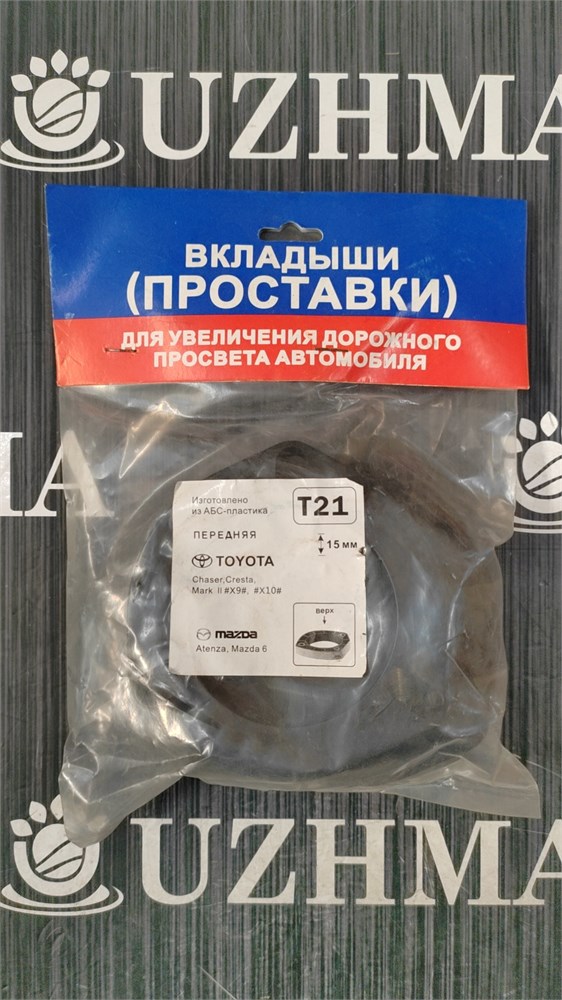 UZHMA
ВКЛАДЫШИ
(ПРОСТАВКИ)
ДЛЯ УВЕЛИЧЕНИЯ ДОРОЖНОГО
ПРОСВЕТА АВТОМОБИЛЯ
MA
Изготовлено
из АБС-пластика
T21
ПЕРЕДНЯЯ
15 мм
TOYOTA
Chaser,Cresta,
Mark II #X9#, #X10#
верх
mazda
Atenza, Mazda 6
UZHMA